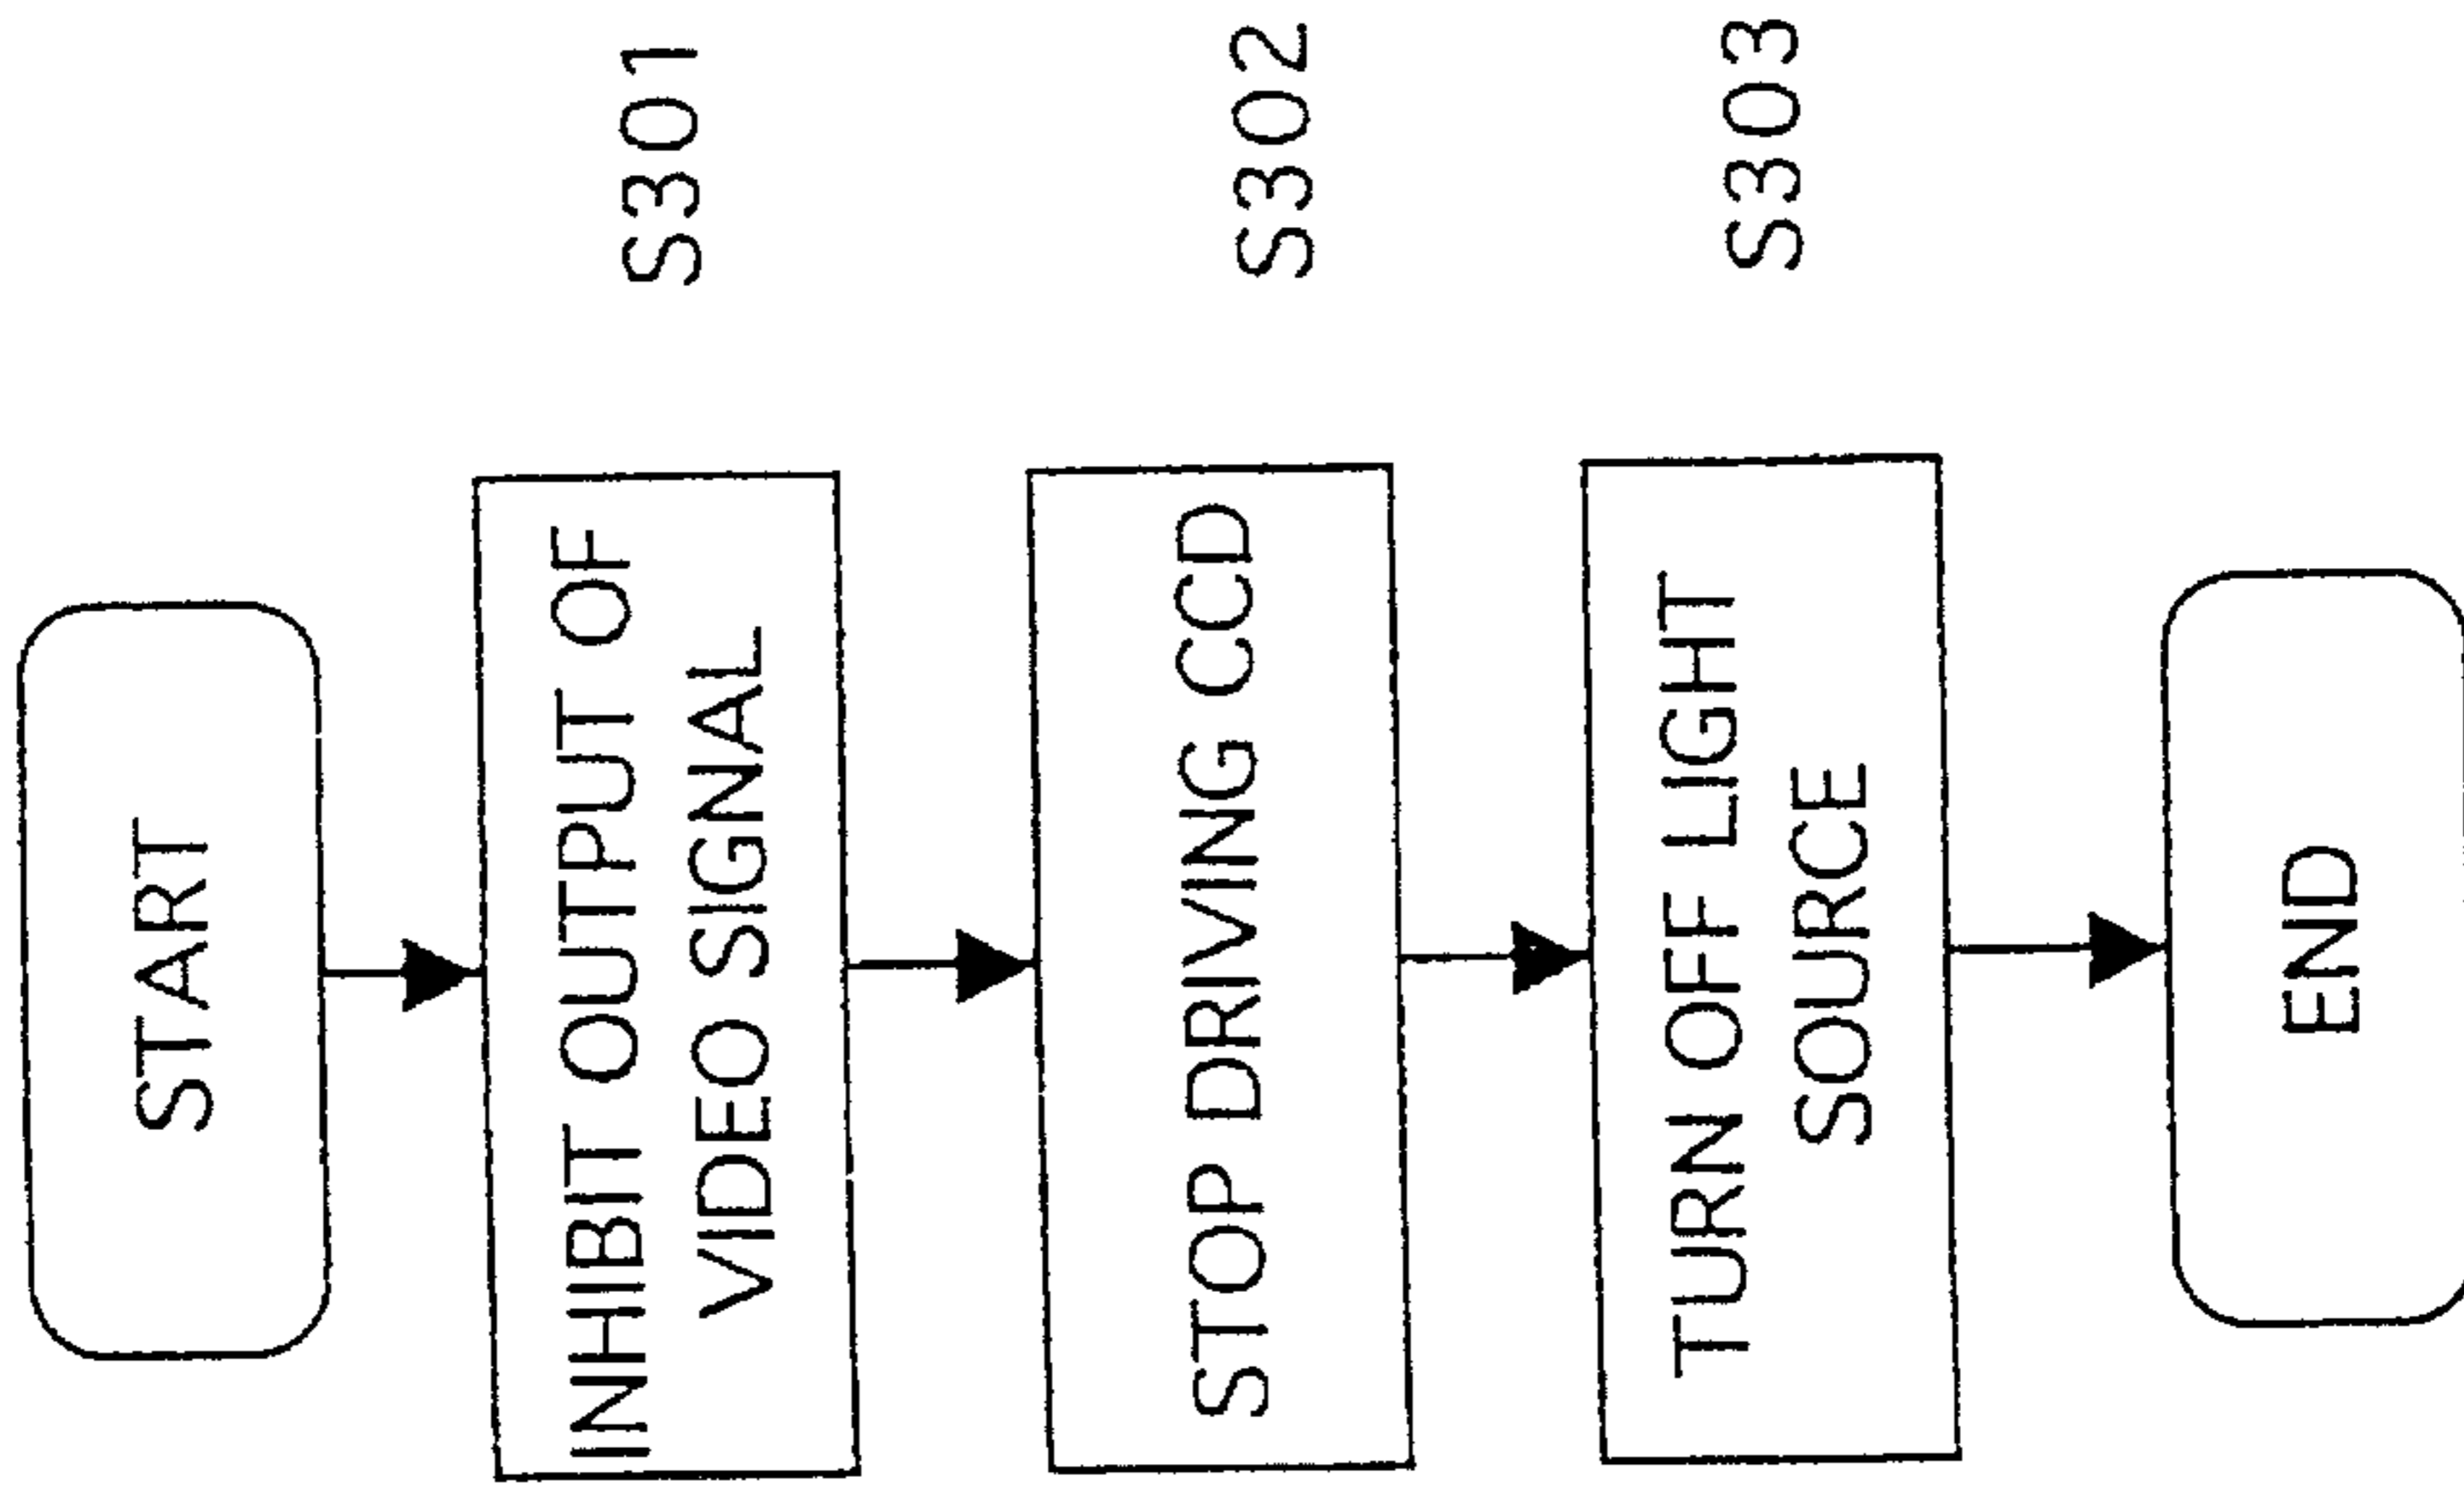 START
INHIBIT OUTPUT OF
VIDEO SIGNAL
S301
STOP DRIVING CCD
S302
TURN OFF LIGHT
SOURCE
S303
END